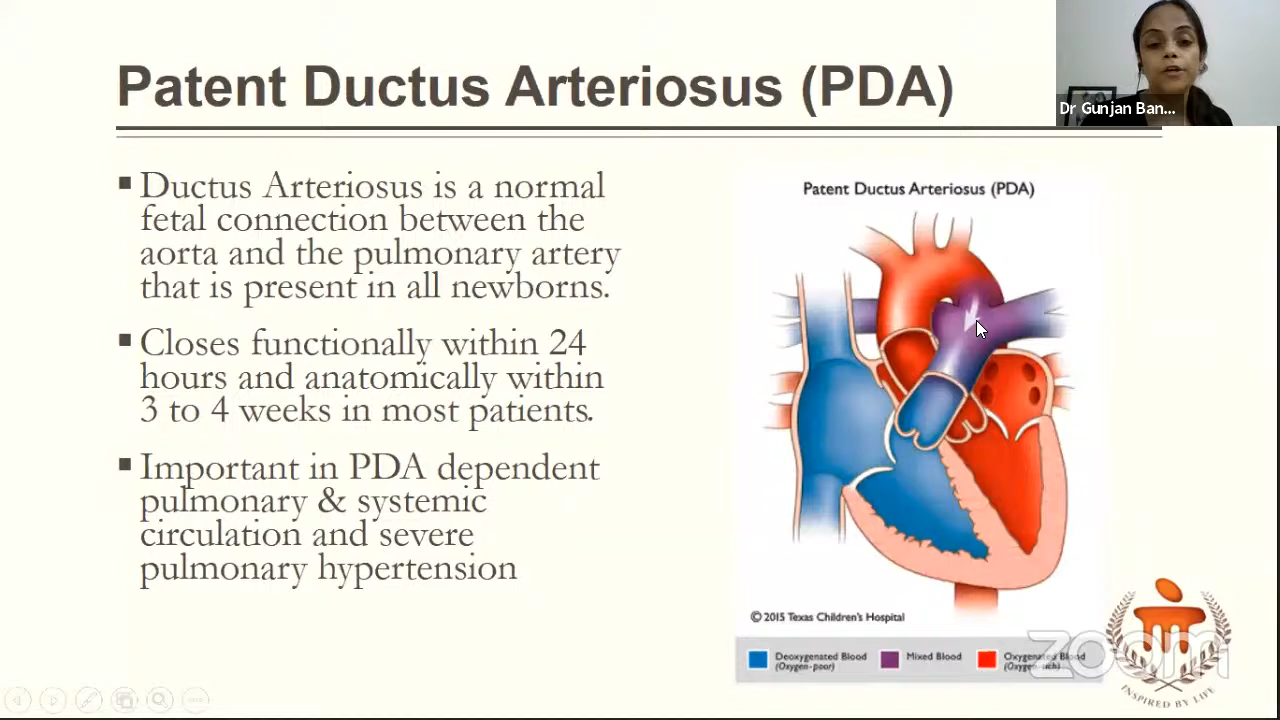 Patent Ductus Arteriosus (PDA)
Dr Gunjan Ban...
▪ Ductus Arteriosus is a normal
fetal connection between the
aorta and the pulmonary artery
that is present in all newborns.
▪ Closes functionally within 24
hours and anatomically within
3 to 4 weeks in most patients.
▪ Important in PDA dependent
pulmonary & systemic
circulation and severe
pulmonary hypertension
Patent Ductus Arteriosus (PDA)
© 2015 Texas Children's Hospital
Deoxygenated Blood
(Oxygen-poor)
Mixed Blood
Oxygenated Blood
(Oxygen-rich)
zoom
INSPIRED BY LIFE